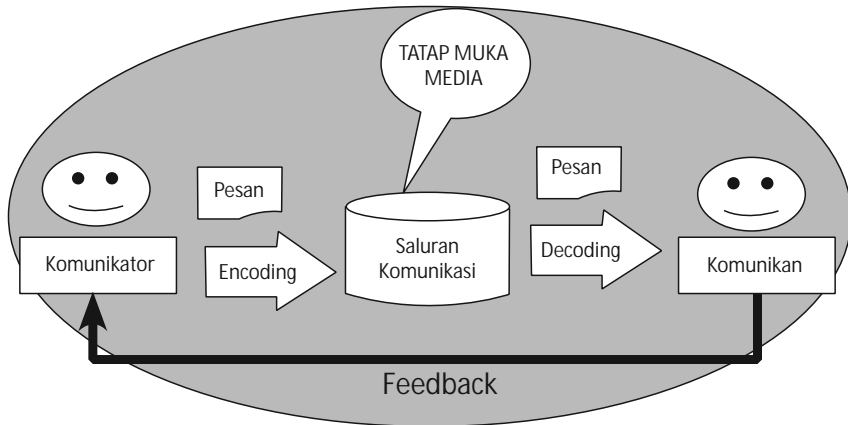 TATAP MUKA
MEDIA
Pesan
Pesan
Komunikator
Encoding
Saluran
Komunikasi
Decoding
Komunikan
Feedback